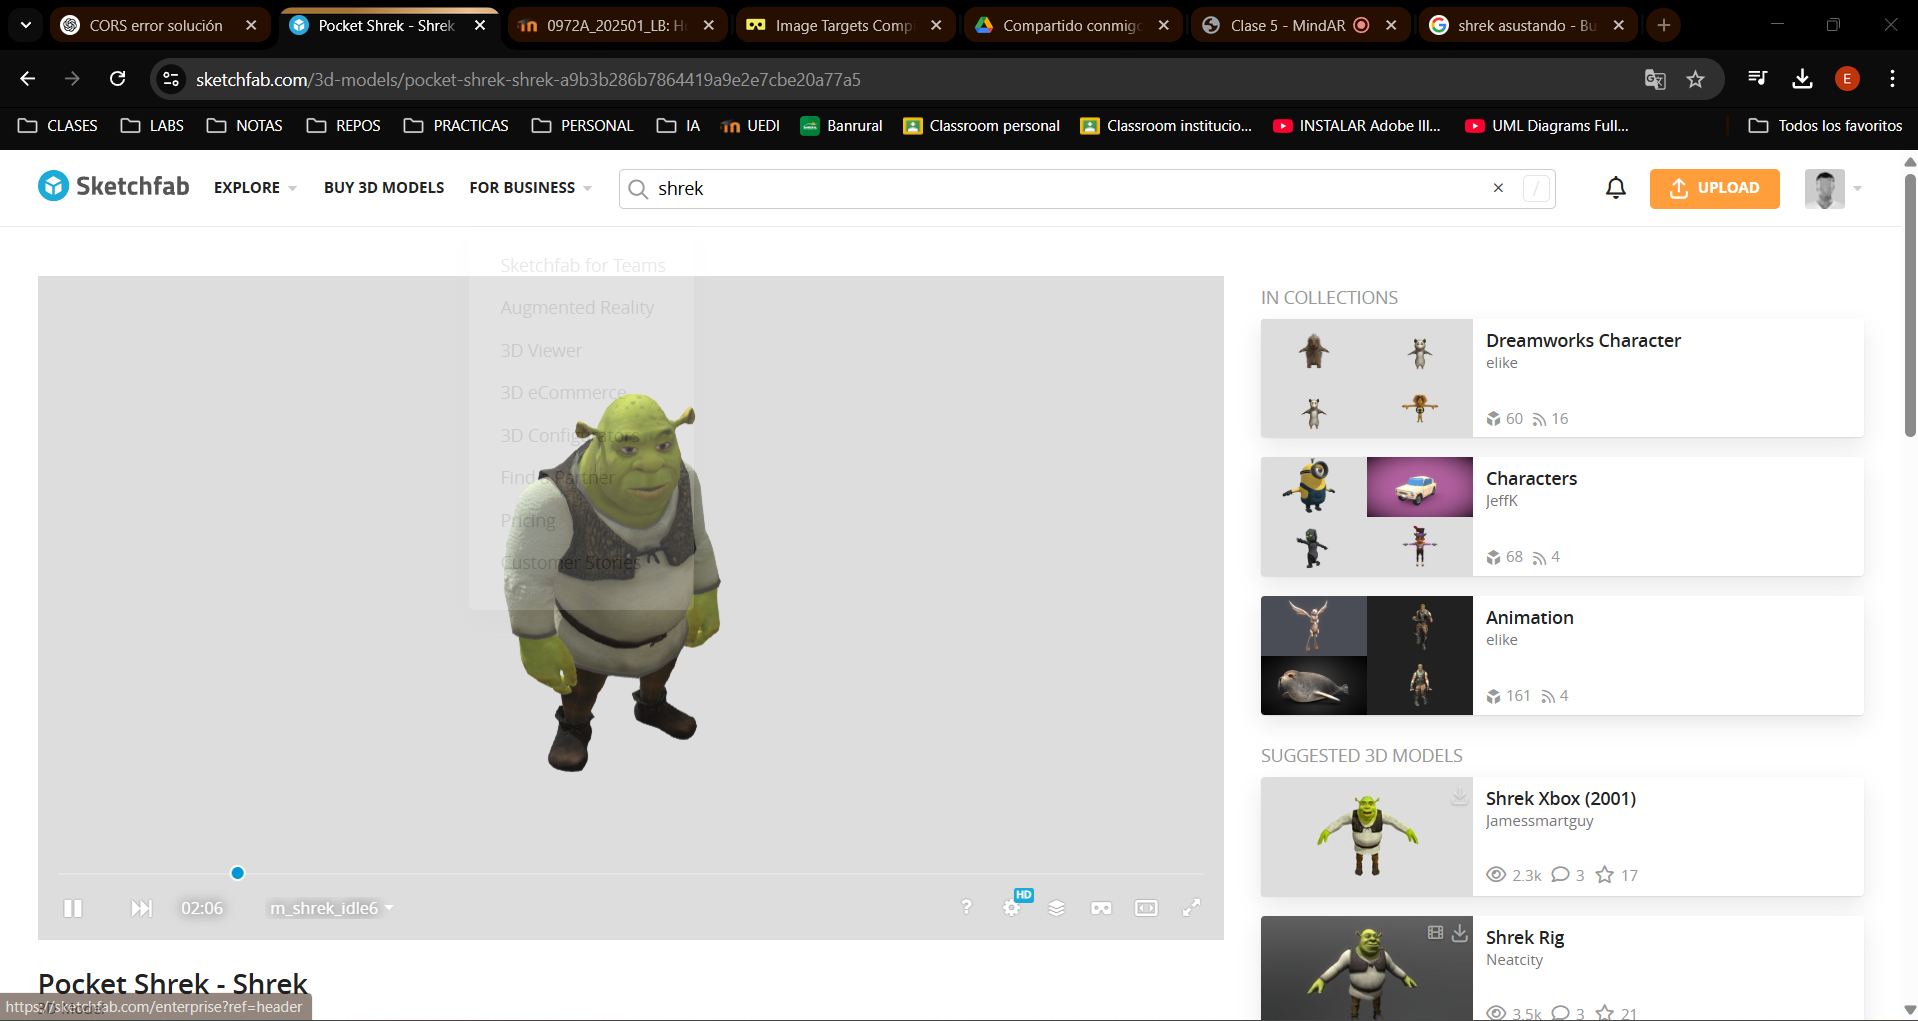 CORS error solución
Pocket Shrek - Shrek
0972A_202501_LB: He
Image Targets Comp
Compartido conmigo
Clase 5 - MindAR
shrek asustando - Bu
sketchfab.com/3d-models/pocket-shrek-shrek-a9b3b286b7864419a9e2e7cbe20a77a5
E
CLASES
LABS
NOTAS
REPOS
PRACTICAS
PERSONAL
IA
UEDI
Banrural
Classroom personal
Classroom institucio...
INSTALAR Adobe Ill...
UML Diagrams Full...
Todos los favoritos
Sketchfab
EXPLORE
BUY 3D MODELS
FOR BUSINESS
shrek
/
UPLOAD
Sketchfab for Teams
Augmented Reality
3D Viewer
3D eCommerce
3D Configurators
Find a Partner
Pricing
Customer Stories
02:06
m_shrek_idle6
?
HD
Pocket Shrek - Shrek
https://sketchfab.com/enterprise?ref=header
IN COLLECTIONS
Dreamworks Character
elike
60 16
Characters
JeffK
68 4
Animation
elike
161 4
SUGGESTED 3D MODELS
Shrek Xbox (2001)
Jamessmartguy
2.3k 3 17
Shrek Rig
Neatcity
3.5k 3 21